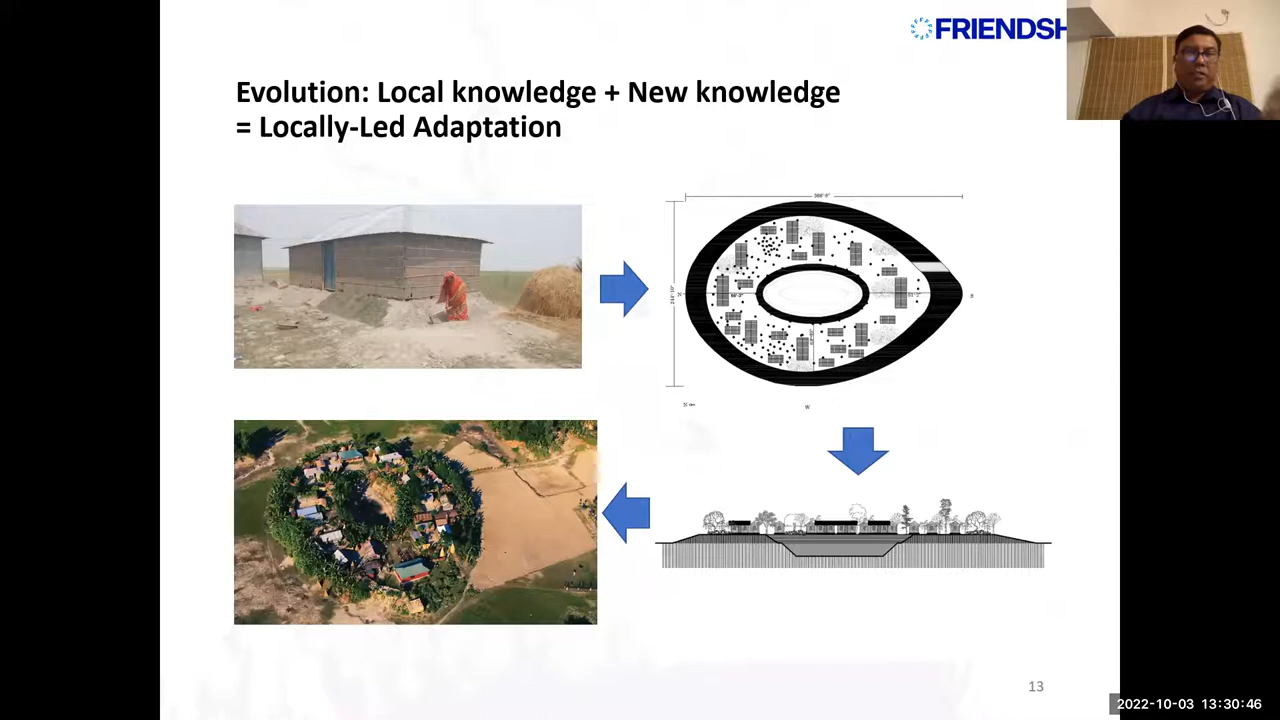 FRIENDSH
Evolution: Local knowledge + New knowledge
= Locally-Led Adaptation
13
2022-10-03 13:30:46